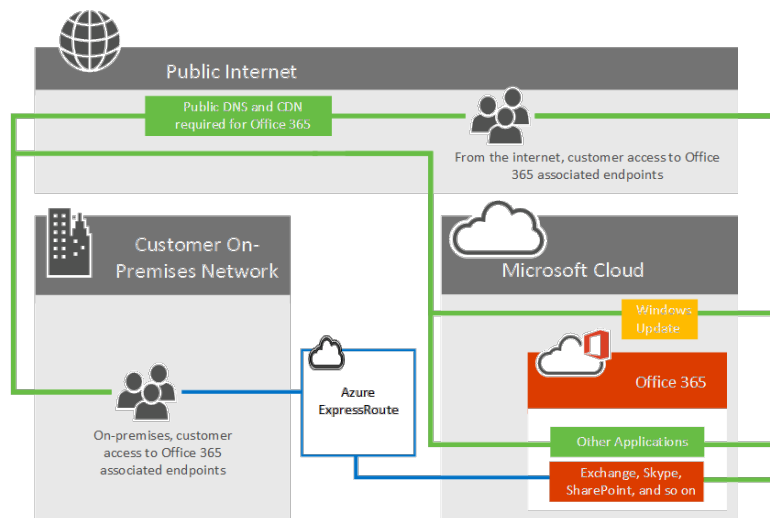 Public Internet
Public DNS and CDN
required for Office 365
From the internet, customer access to Office
365 associated endpoints
Customer On-
Premises Network
Microsoft Cloud
Windows
Update
Azure
ExpressRoute
Office 365
On-premises, customer
access to Office 365
associated endpoints
Other Applications
Exchange, Skype,
SharePoint, and so on